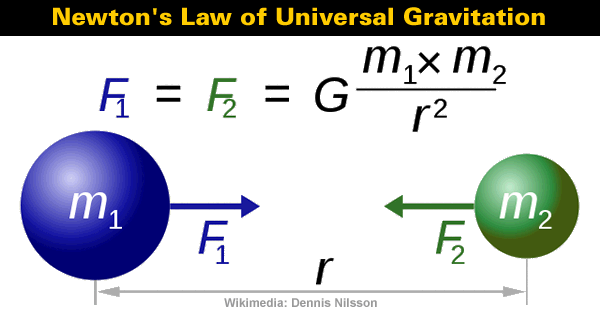 Newton's Law of Universal Gravitation
F₁ = F₂ = G (m₁ × m₂) / r²
m₁ F₁ F₂ m₂
r
Wikimedia: Dennis Nilsson